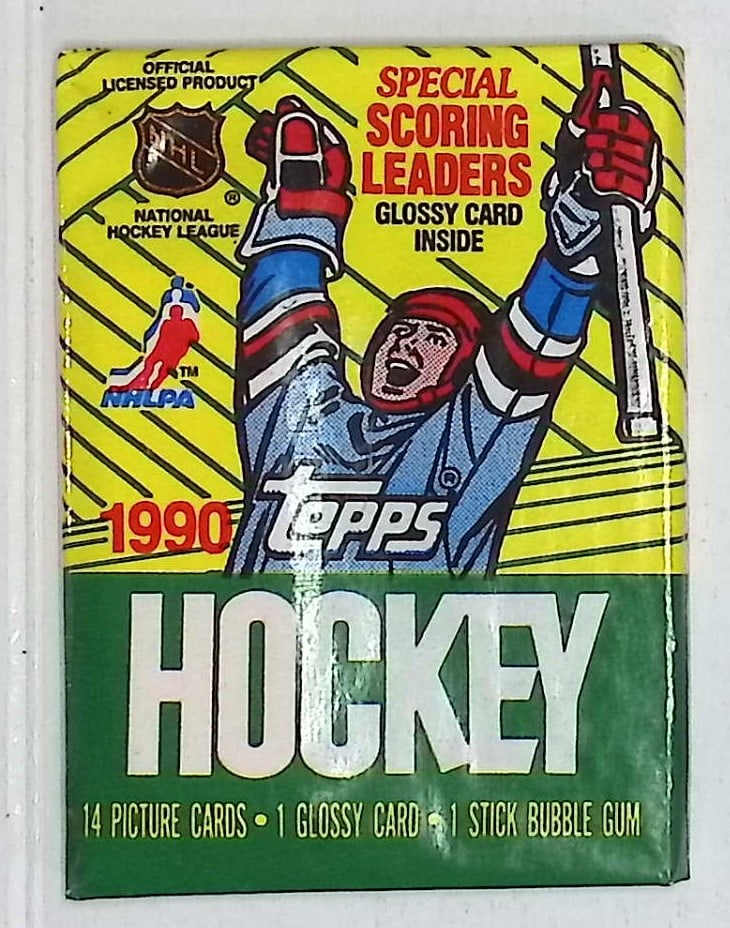 OFFICIAL
LICENSED PRODUCT
NHL
®
NATIONAL
HOCKEY LEAGUE
SPECIAL
SCORING
LEADERS
GLOSSY CARD
INSIDE
TM
NHLPA
1990
topps®
HOCKEY
14 PICTURE CARDS • 1 GLOSSY CARD • 1 STICK BUBBLE GUM